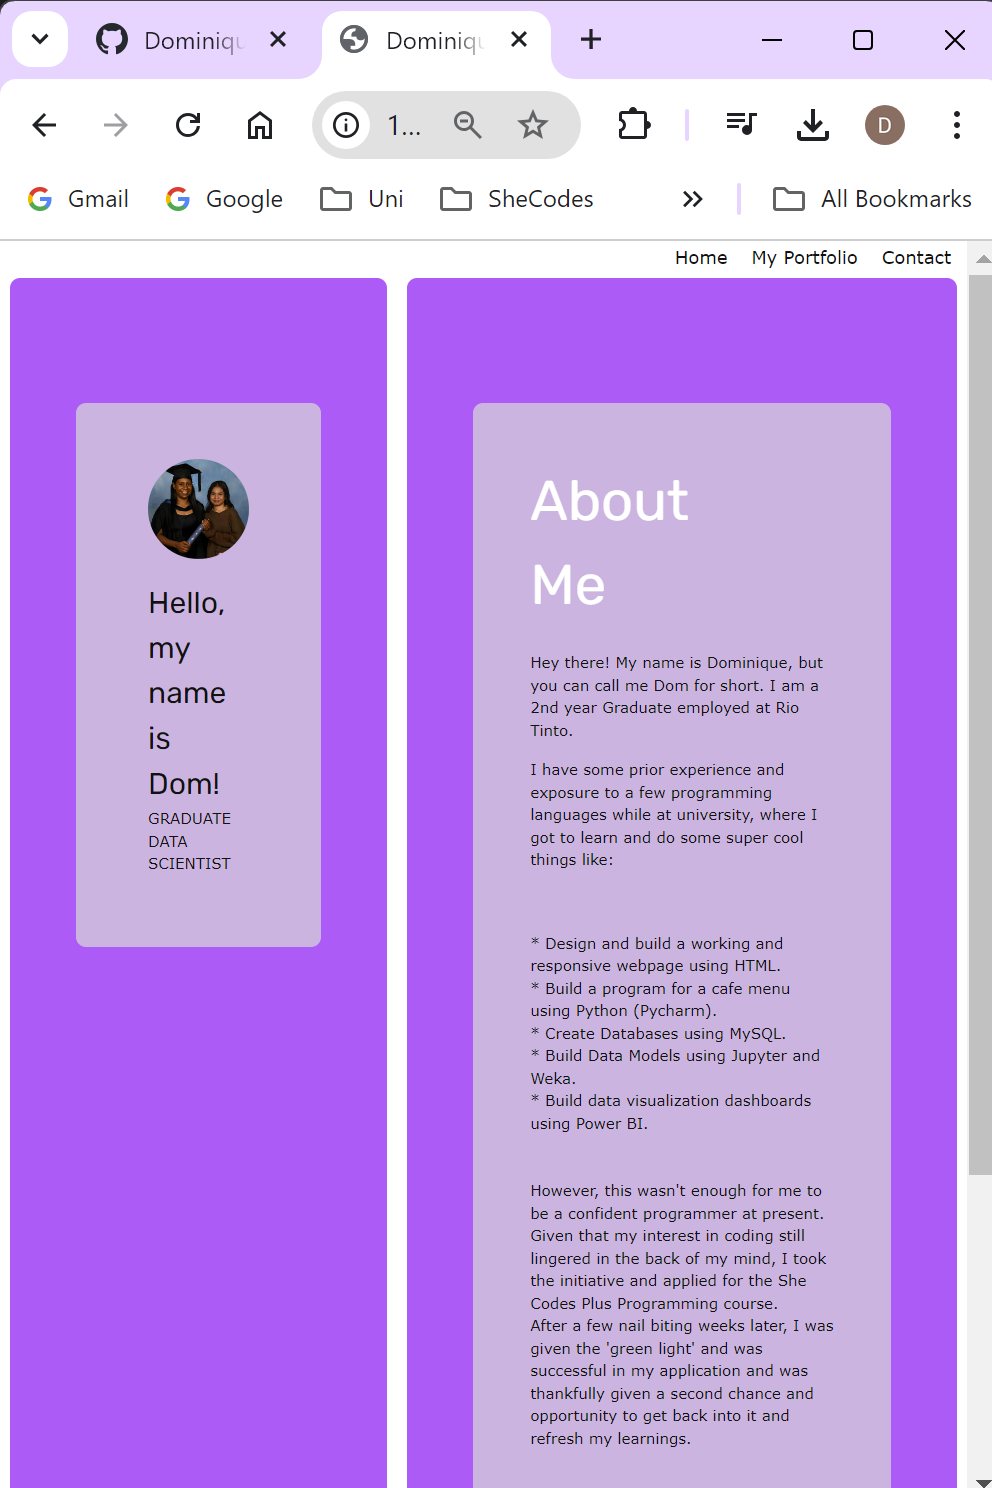 Dominiqu
Dominiqu
1...
D
Gmail
Google
Uni
SheCodes
All Bookmarks
Home
My Portfolio
Contact
Hello,
my
name
is
Dom!
GRADUATE
DATA
SCIENTIST
About
Me
Hey there! My name is Dominique, but
you can call me Dom for short. I am a
2nd year Graduate employed at Rio
Tinto.
I have some prior experience and
exposure to a few programming
languages while at university, where I
got to learn and do some super cool
things like:
* Design and build a working and
responsive webpage using HTML.
* Build a program for a cafe menu
using Python (Pycharm).
* Create Databases using MySQL.
* Build Data Models using Jupyter and
Weka.
* Build data visualization dashboards
using Power BI.
However, this wasn't enough for me to
be a confident programmer at present.
Given that my interest in coding still
lingered in the back of my mind, I took
the initiative and applied for the She
Codes Plus Programming course.
After a few nail biting weeks later, I was
given the 'green light' and was
successful in my application and was
thankfully given a second chance and
opportunity to get back into it and
refresh my learnings.